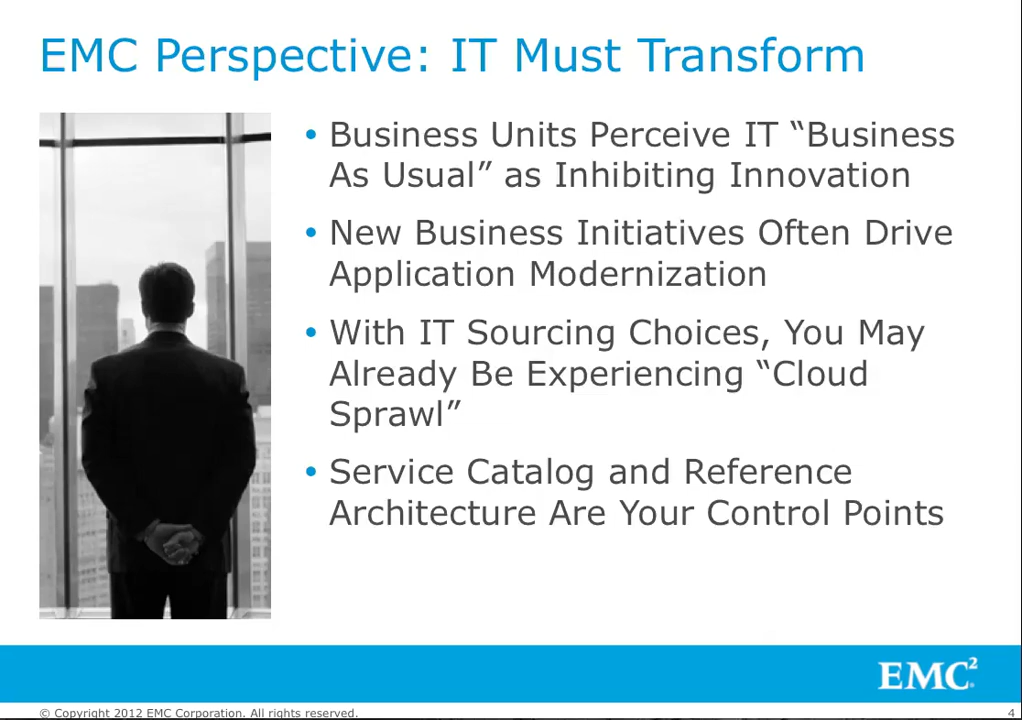 EMC Perspective: IT Must Transform
• Business Units Perceive IT “Business
As Usual” as Inhibiting Innovation
• New Business Initiatives Often Drive
Application Modernization
• With IT Sourcing Choices, You May
Already Be Experiencing “Cloud
Sprawl”
• Service Catalog and Reference
Architecture Are Your Control Points
EMC²
© Copyright 2012 EMC Corporation. All rights reserved.
4